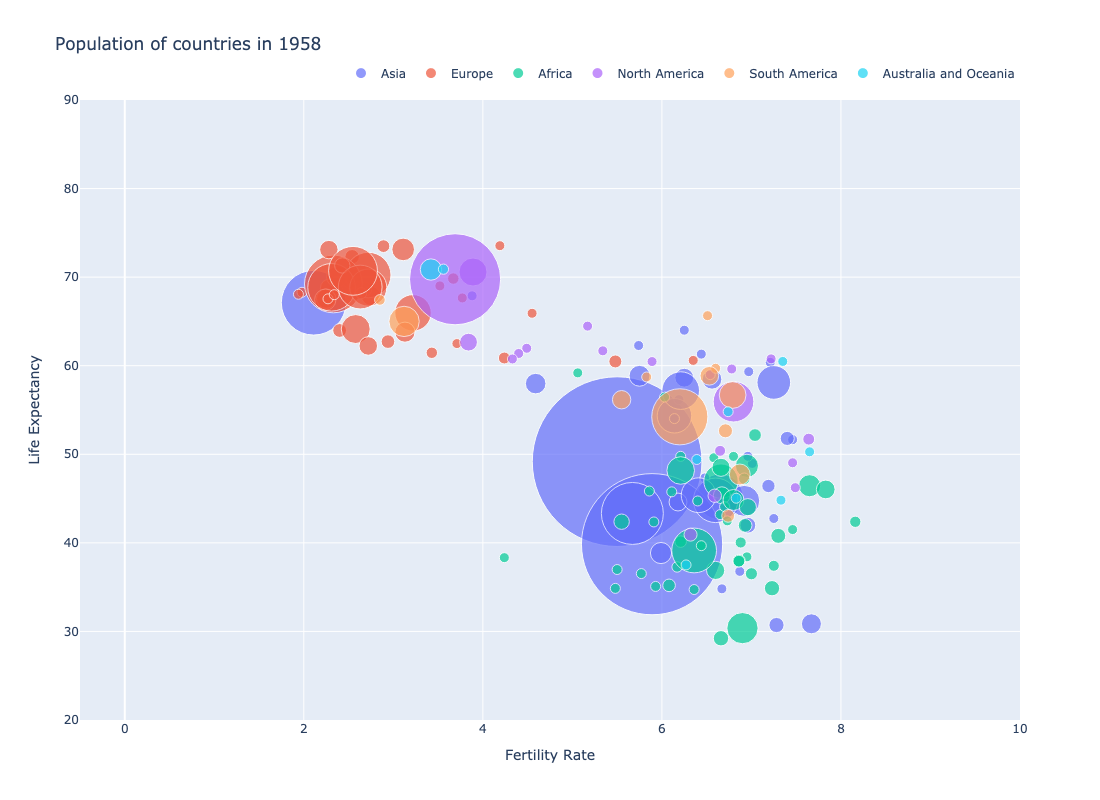 Population of countries in 1958
Asia Europe Africa North America South America Australia and Oceania
90
80
70
60
50
40
30
20
Life Expectancy
0 2 4 6 8 10
Fertility Rate